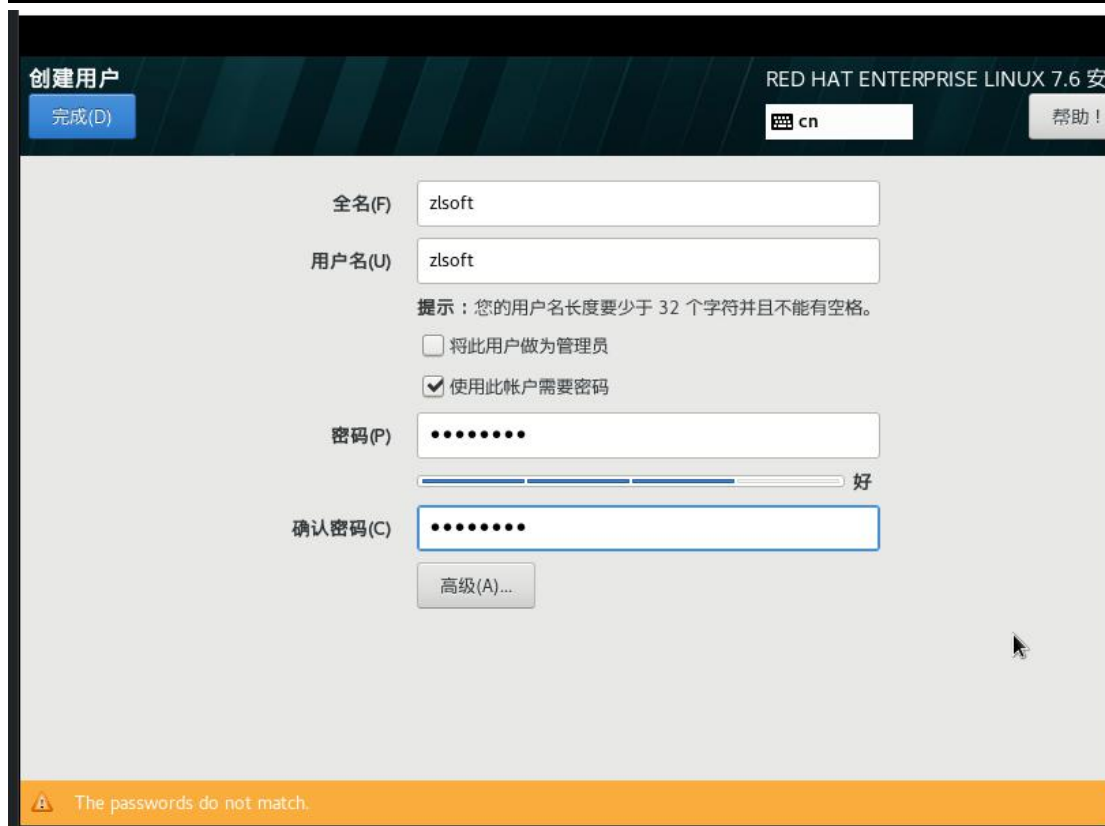 创建用户
RED HAT ENTERPRISE LINUX 7.6 安
完成(D)
cn
帮助！
全名(F)
zlsoft
用户名(U)
zlsoft
提示：您的用户名长度要少于 32 个字符并且不能有空格。
将此用户做为管理员
使用此帐户需要密码
密码(P)
••••••••
好
确认密码(C)
••••••••
高级(A)...
The passwords do not match.